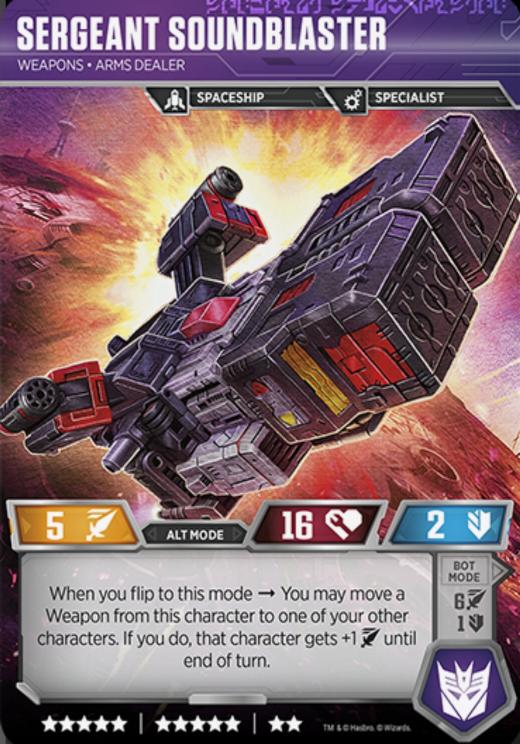 SERGEANT SOUNDBLASTER
WEAPONS • ARMS DEALER
SPACESHIP
SPECIALIST
5
ALT MODE
16
2
When you flip to this mode → You may move a
Weapon from this character to one of your other
characters. If you do, that character gets +1 until
end of turn.
BOT
MODE
6
1
TM & © Hasbro. © Wizards.